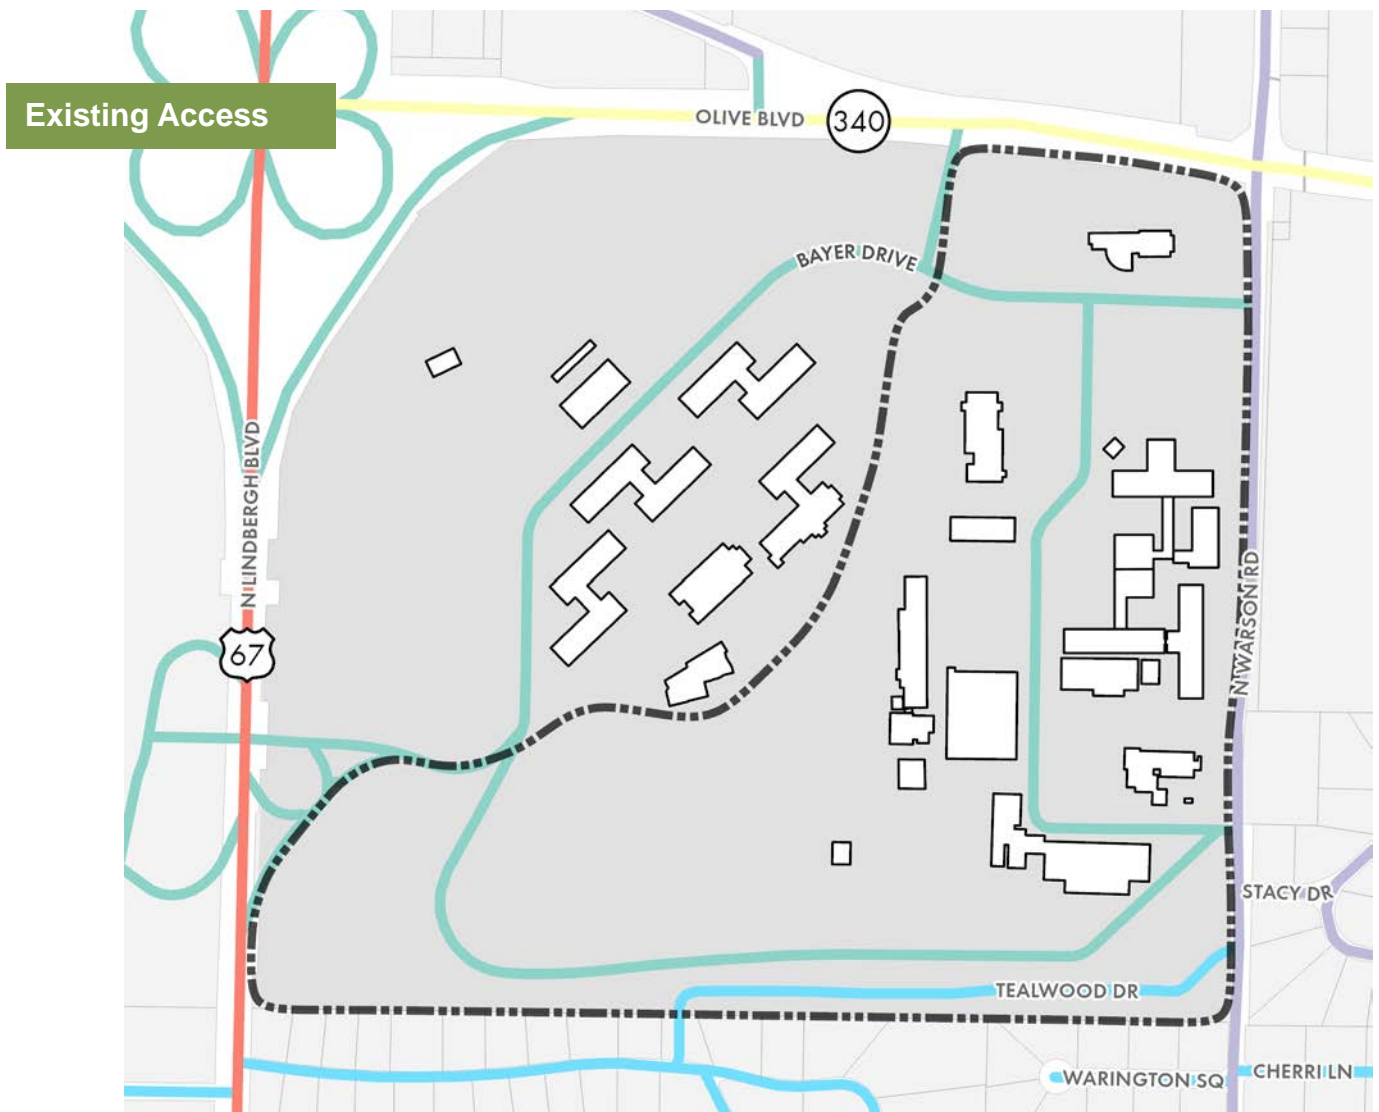 Existing Access
OLIVE BLVD
340
BAYER DRIVE
N LINDBERGH BLVD
67
N WARSON RD
STACY DR
TEALWOOD DR
WARINGTON SQ
CHERRI LN